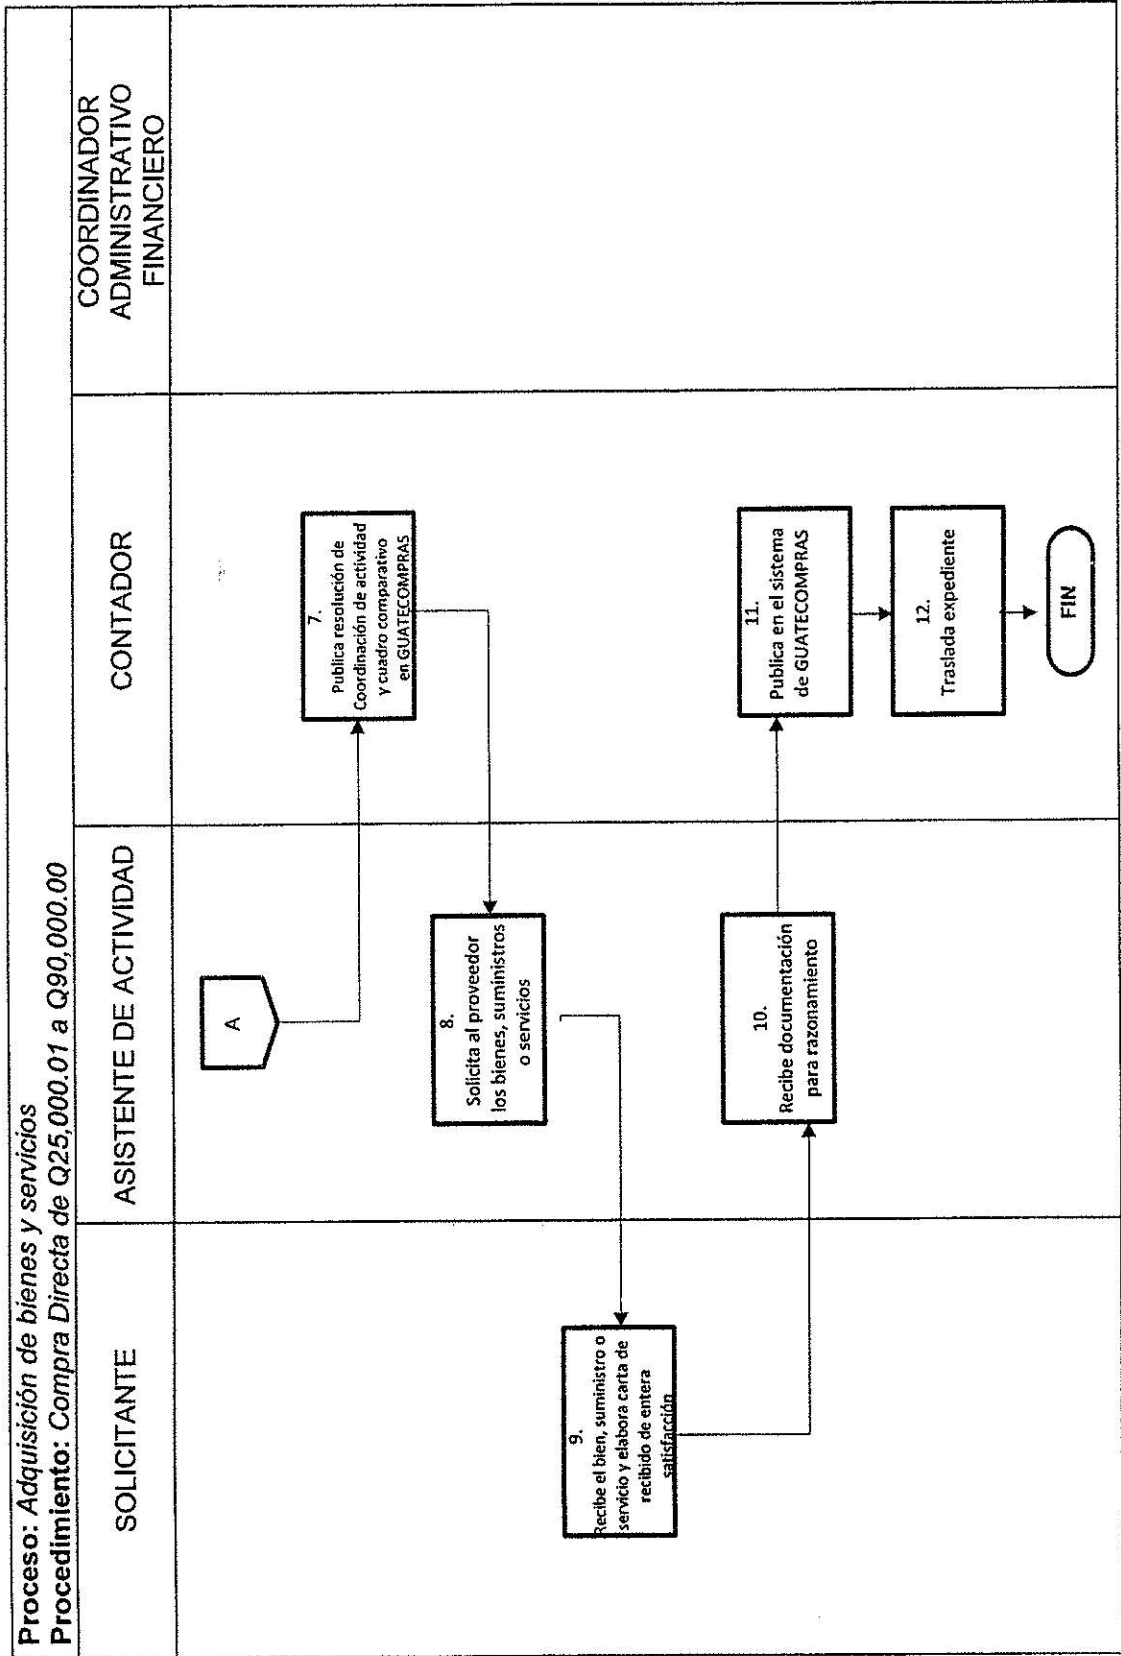 Proceso: Adquisición de bienes y servicios
Procedimiento: Compra Directa de Q25,000.01 a Q90,000.00
SOLICITANTE
ASISTENTE DE ACTIVIDAD
CONTADOR
COORDINADOR
ADMINISTRATIVO
FINANCIERO
A
7.
Publica resolución de
Coordinación de actividad
y cuadro comparativo
en GUATECOMPRAS
8.
Solicita al proveedor
los bienes, suministros
o servicios
9.
Recibe el bien, suministro o
servicio y elabora carta de
recibido de entera
satisfacción
10.
Recibe documentación
para razonamiento
11.
Publica en el sistema
de GUATECOMPRAS
12.
Traslada expediente
FIN